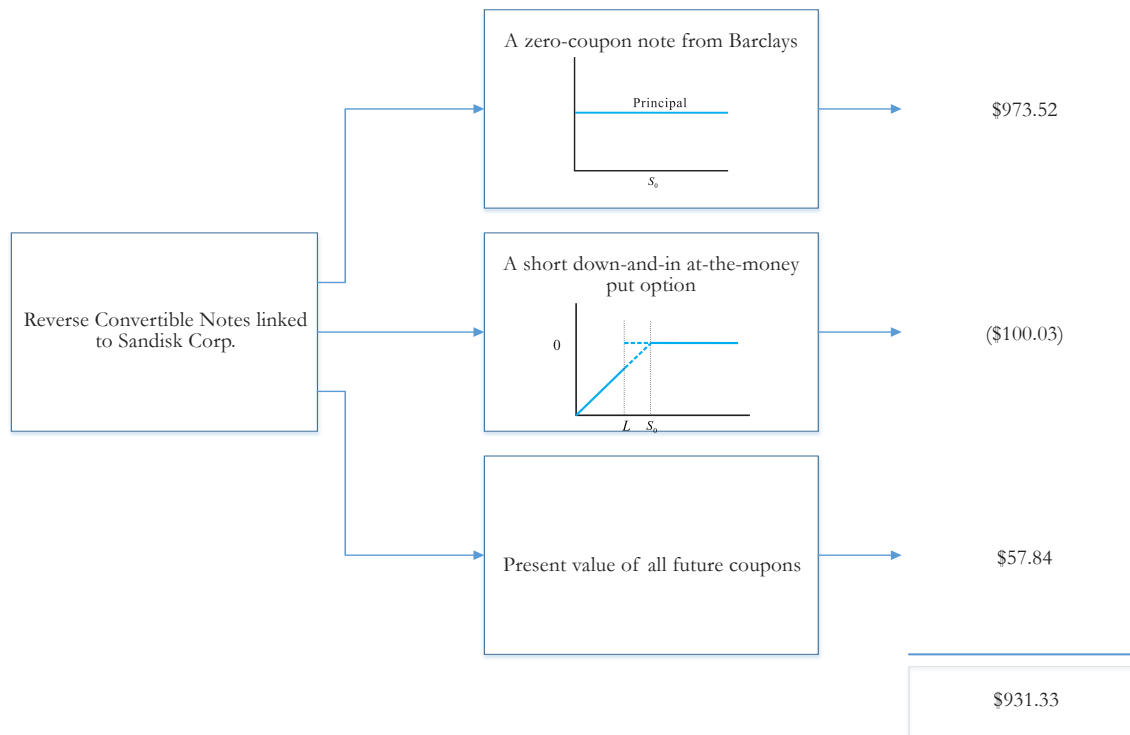 A zero-coupon note from Barclays
Principal
S₀
$973.52
Reverse Convertible Notes linked
to Sandisk Corp.
A short down-and-in at-the-money
put option
0
L S₀
($100.03)
Present value of all future coupons
$57.84
$931.33